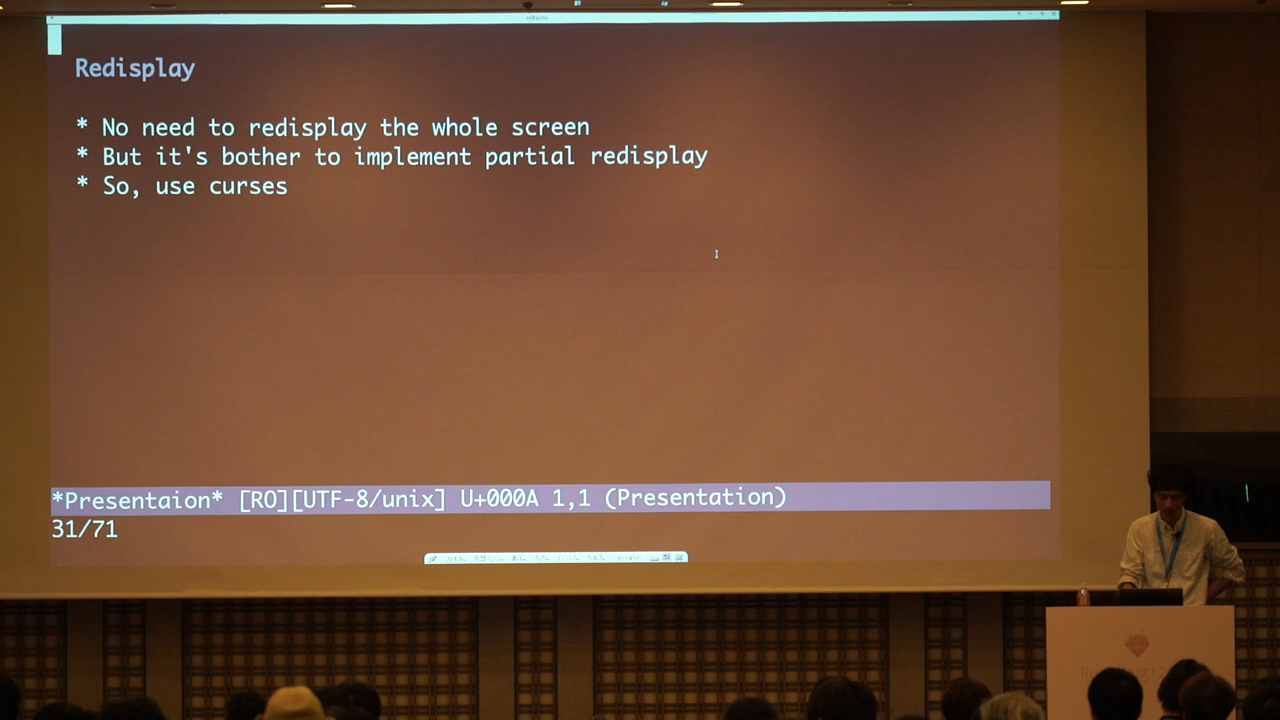 mlterm
Redisplay
* No need to redisplay the whole screen
* But it's bother to implement partial redisplay
* So, use curses
*Presentaion* [RO][UTF-8/unix] U+000A 1,1 (Presentation)
31/71